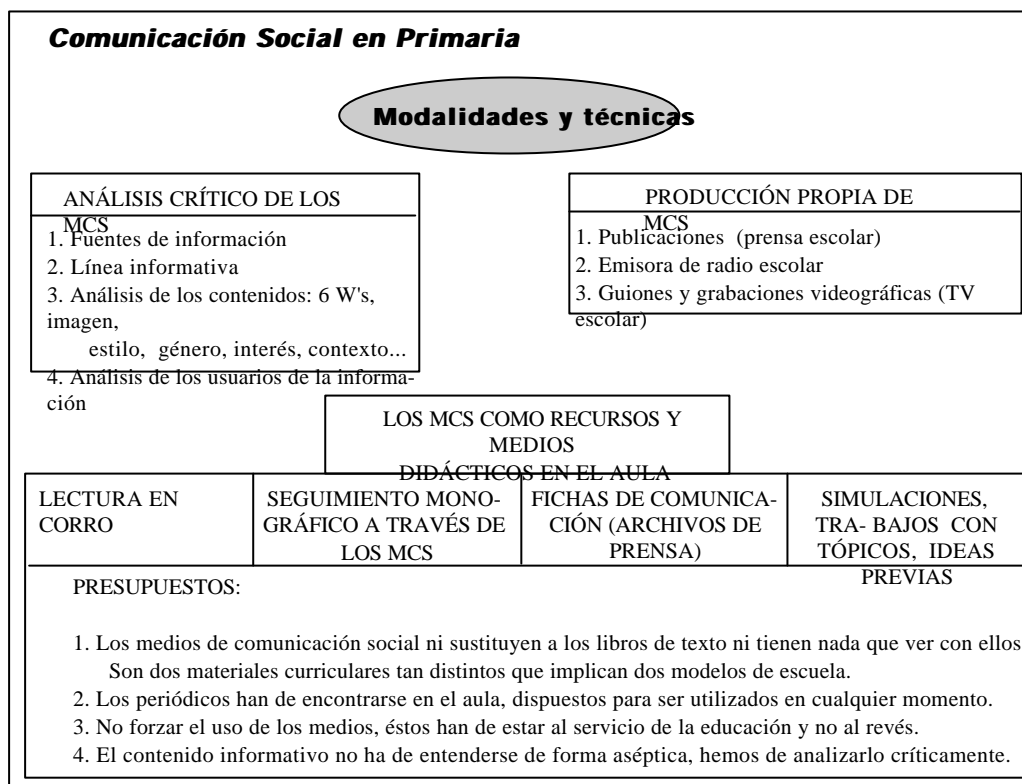 Comunicación Social en Primaria
Modalidades y técnicas
ANÁLISIS CRÍTICO DE LOS
MCS
1. Fuentes de información
2. Línea informativa
3. Análisis de los contenidos: 6 W's,
imagen,
estilo, género, interés, contexto...
4. Análisis de los usuarios de la informa-
ción
PRODUCCIÓN PROPIA DE
MCS
1. Publicaciones (prensa escolar)
2. Emisora de radio escolar
3. Guiones y grabaciones videográficas (TV
escolar)
LOS MCS COMO RECURSOS Y
MEDIOS
DIDÁCTICOS EN EL AULA
LECTURA EN
CORRO
SEGUIMIENTO MONO-
GRÁFICO A TRAVÉS DE
LOS MCS
FICHAS DE COMUNICA-
CIÓN (ARCHIVOS DE
PRENSA)
SIMULACIONES,
TRA- BAJOS CON
TÓPICOS, IDEAS
PREVIAS
PRESUPUESTOS:
1. Los medios de comunicación social ni sustituyen a los libros de texto ni tienen nada que ver con ellos
Son dos materiales curriculares tan distintos que implican dos modelos de escuela.
2. Los periódicos han de encontrarse en el aula, dispuestos para ser utilizados en cualquier momento.
3. No forzar el uso de los medios, éstos han de estar al servicio de la educación y no al revés.
4. El contenido informativo no ha de entenderse de forma aséptica, hemos de analizarlo críticamente.